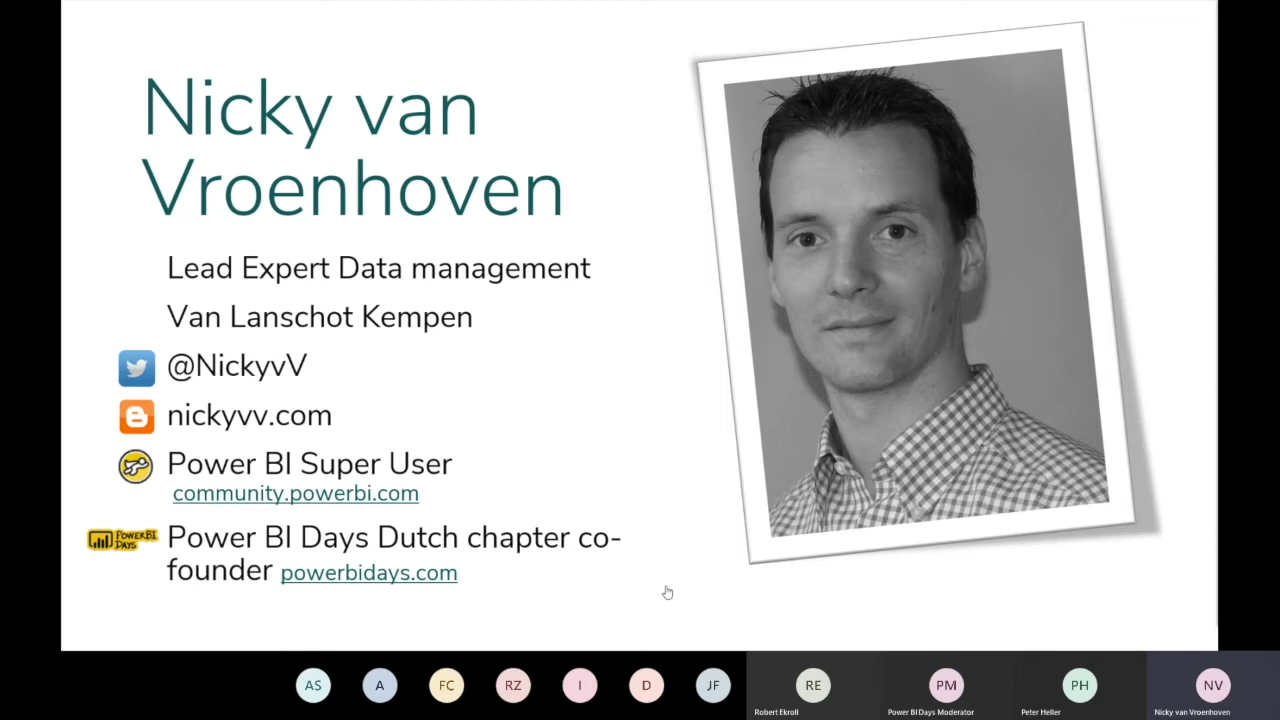 Nicky van
Vroenhoven
Lead Expert Data management
Van Lanschot Kempen
@NickyvV
nickyvv.com
Power BI Super User
community.powerbi.com
POWERBI
DAYS
Power BI Days Dutch chapter co-
founder powerbidays.com
AS A FC RZ I D JF RE PM PH NV
Robert Ekroll Power BI Days Moderator Peter Heller Nicky van Vroenhoven